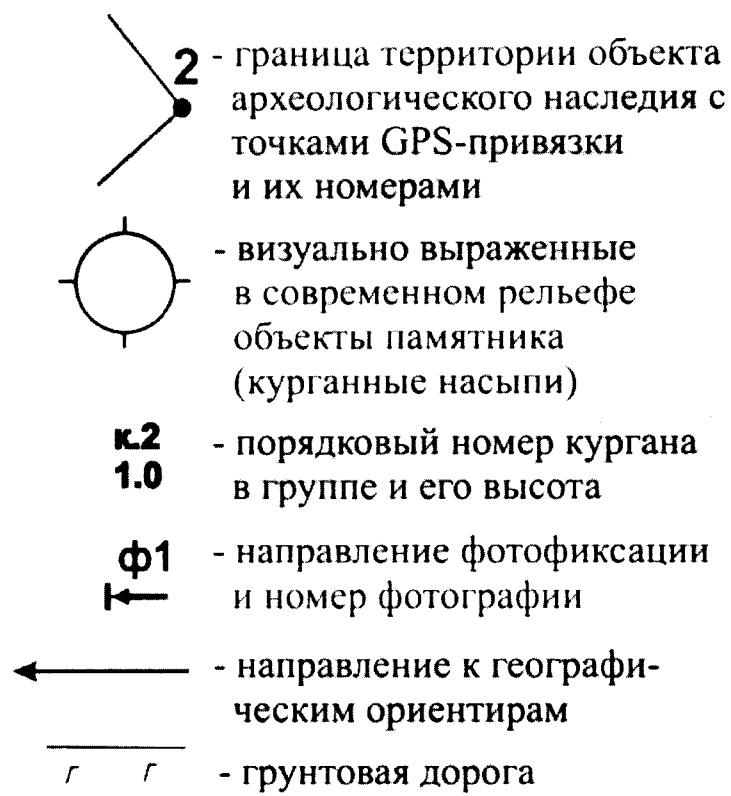 2 - граница территории объекта
археологического наследия с
точками GPS-привязки
и их номерами
- визуально выраженные
в современном рельефе
объекты памятника
(курганные насыпи)
к.2 - порядковый номер кургана
1.0 в группе и его высота
ф1 - направление фотофиксации
и номер фотографии
- направление к географи-
ческим ориентирам
г г - грунтовая дорога